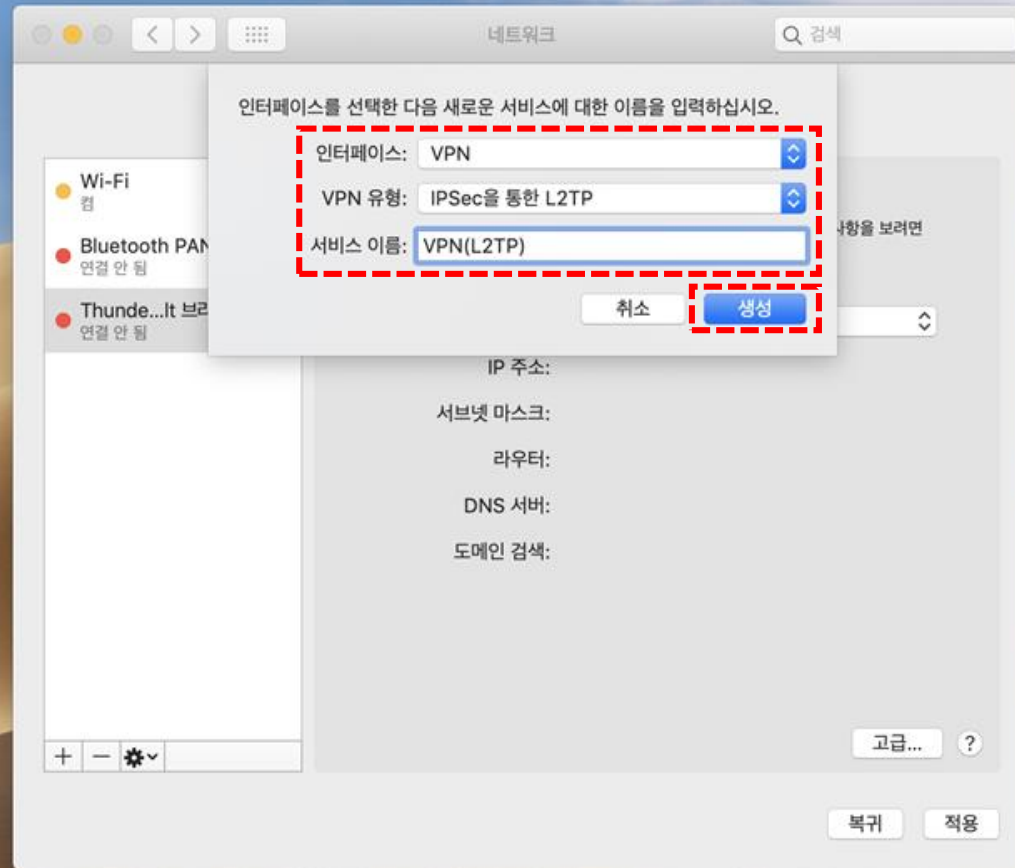 네트워크
검색
인터페이스를 선택한 다음 새로운 서비스에 대한 이름을 입력하십시오.
인터페이스: VPN
VPN 유형: IPSec을 통한 L2TP
서비스 이름: VPN(L2TP)
취소 생성
Wi-Fi
켬
Bluetooth PAN
연결 안 됨
Thunde...lt 브리
연결 안 됨
사항을 보려면
IP 주소:
서브넷 마스크:
라우터:
DNS 서버:
도메인 검색:
고급... ?
복귀 적용